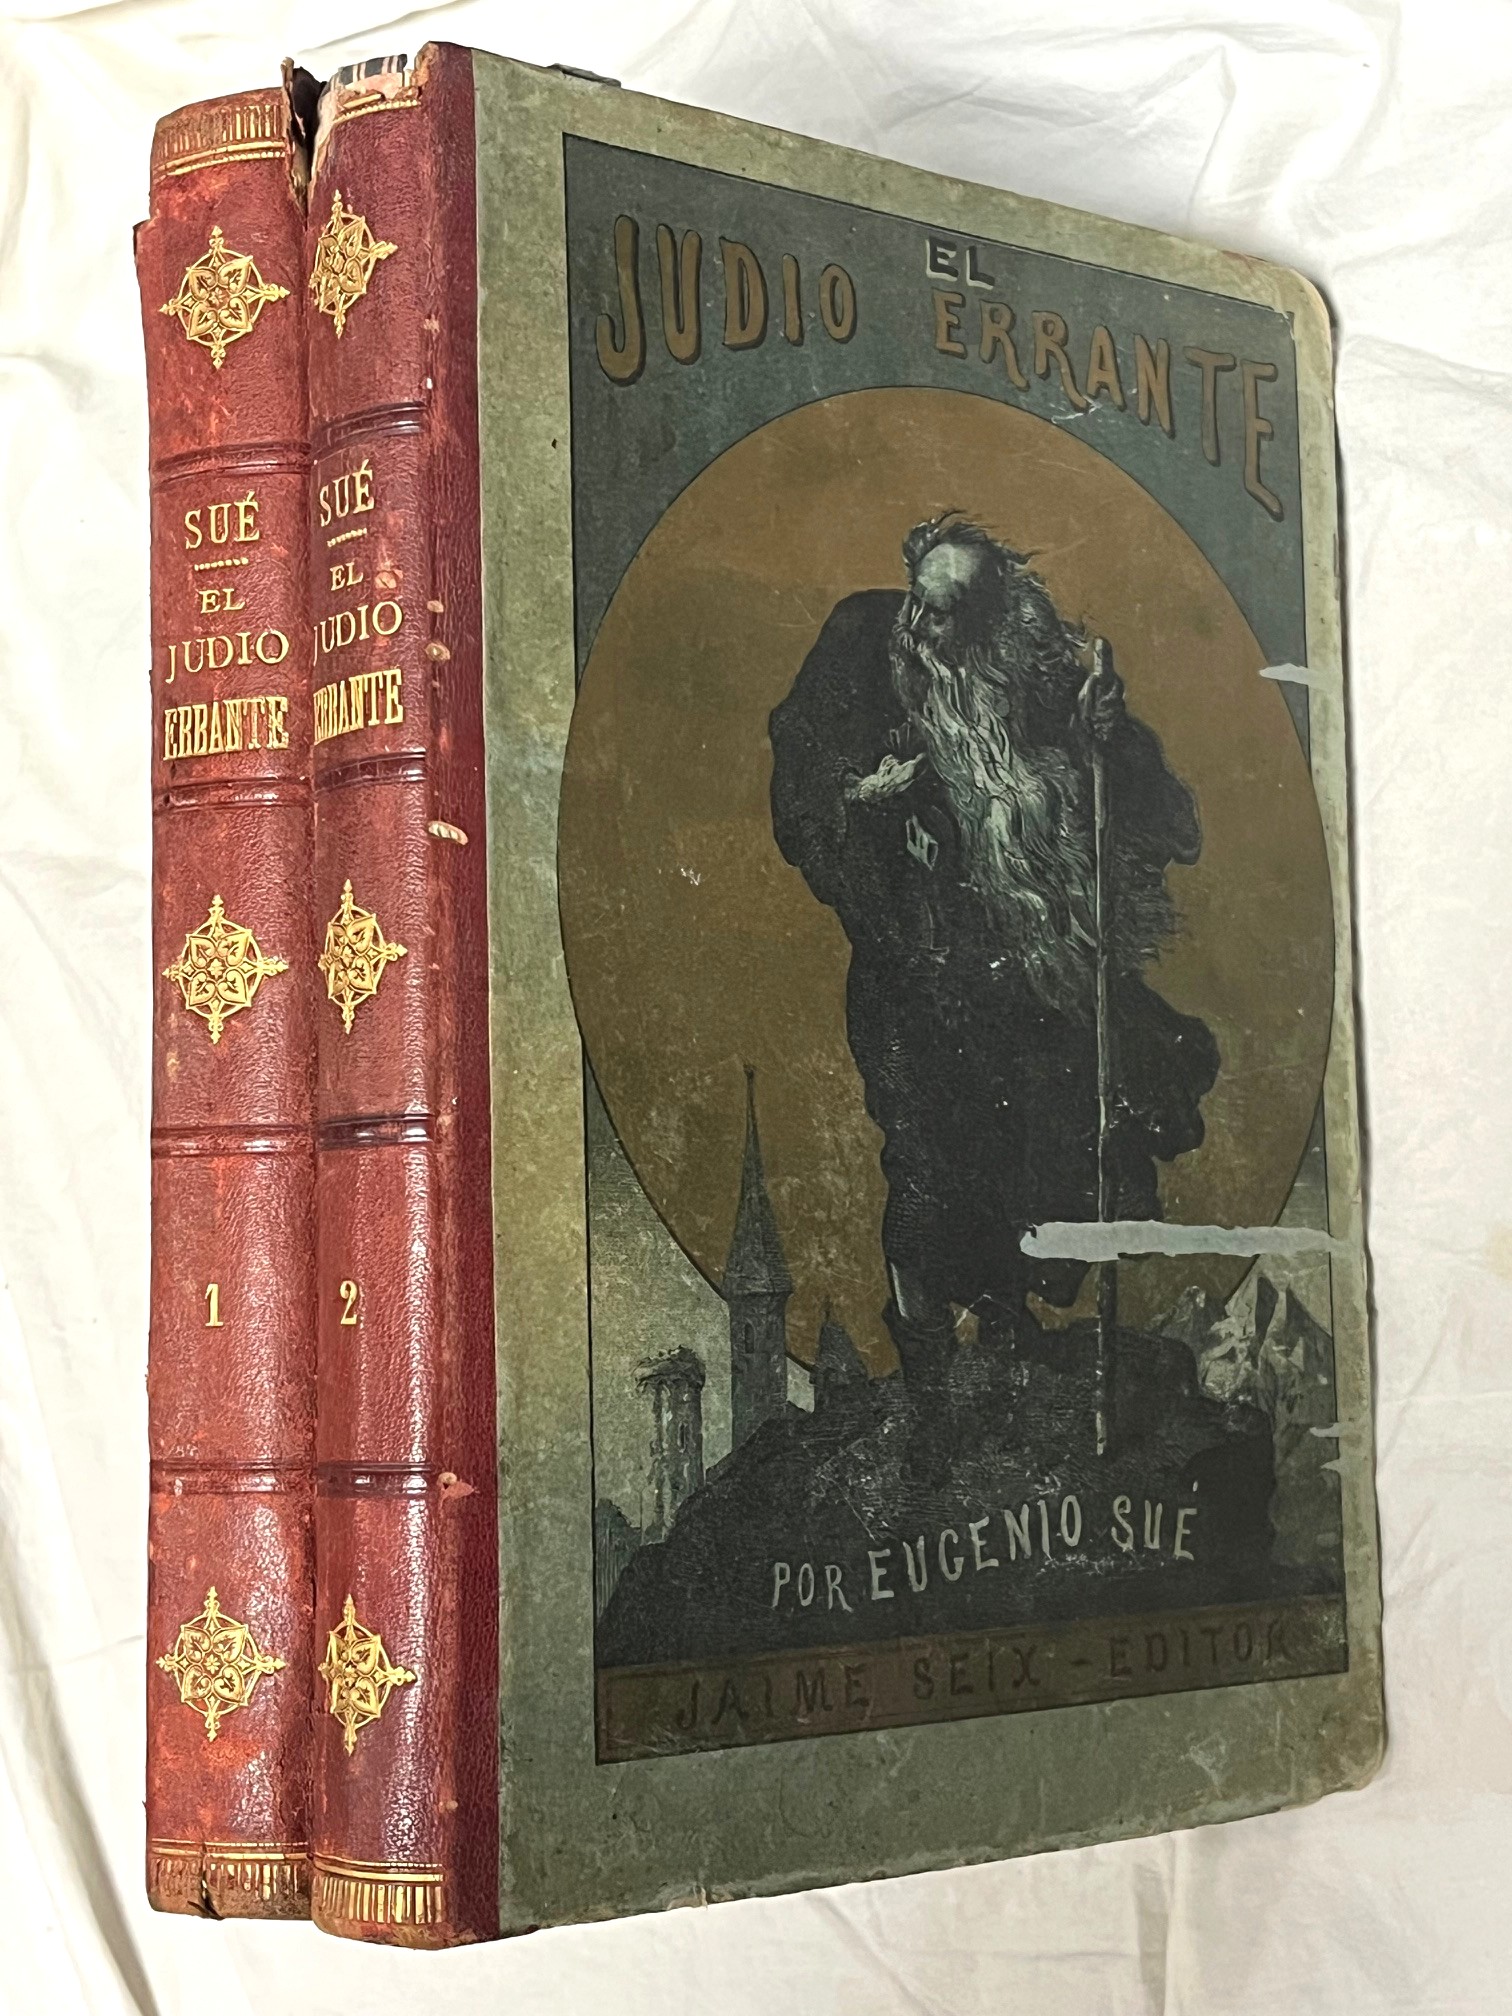 SUÉ
EL
JUDIO
ERRANTE
1
SUÉ
EL
JUDIO
ERRANTE
2
EL
JUDIO ERRANTE
POR EUGENIO SUÉ
JAIME SEIX - EDITOR